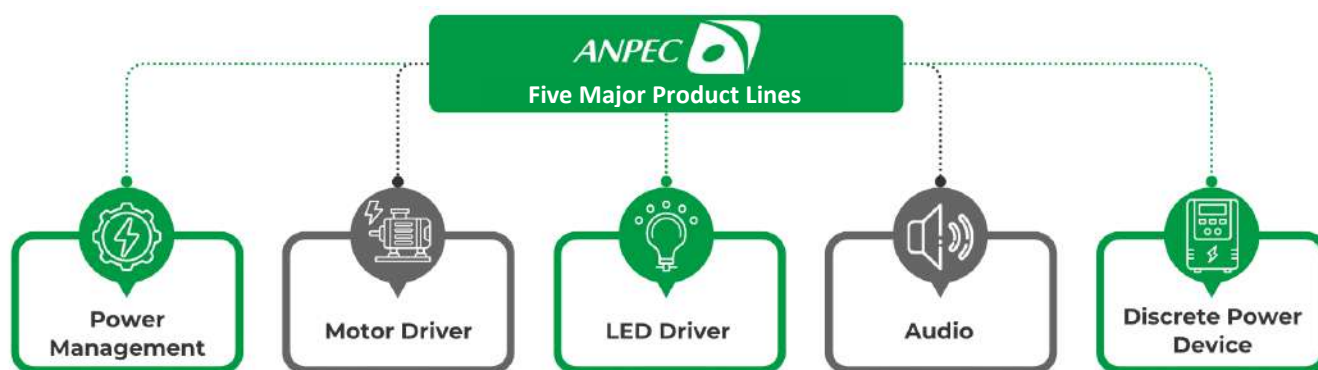 ANPEC
Five Major Product Lines
Power
Management
Motor Driver
LED Driver
Audio
Discrete Power
Device